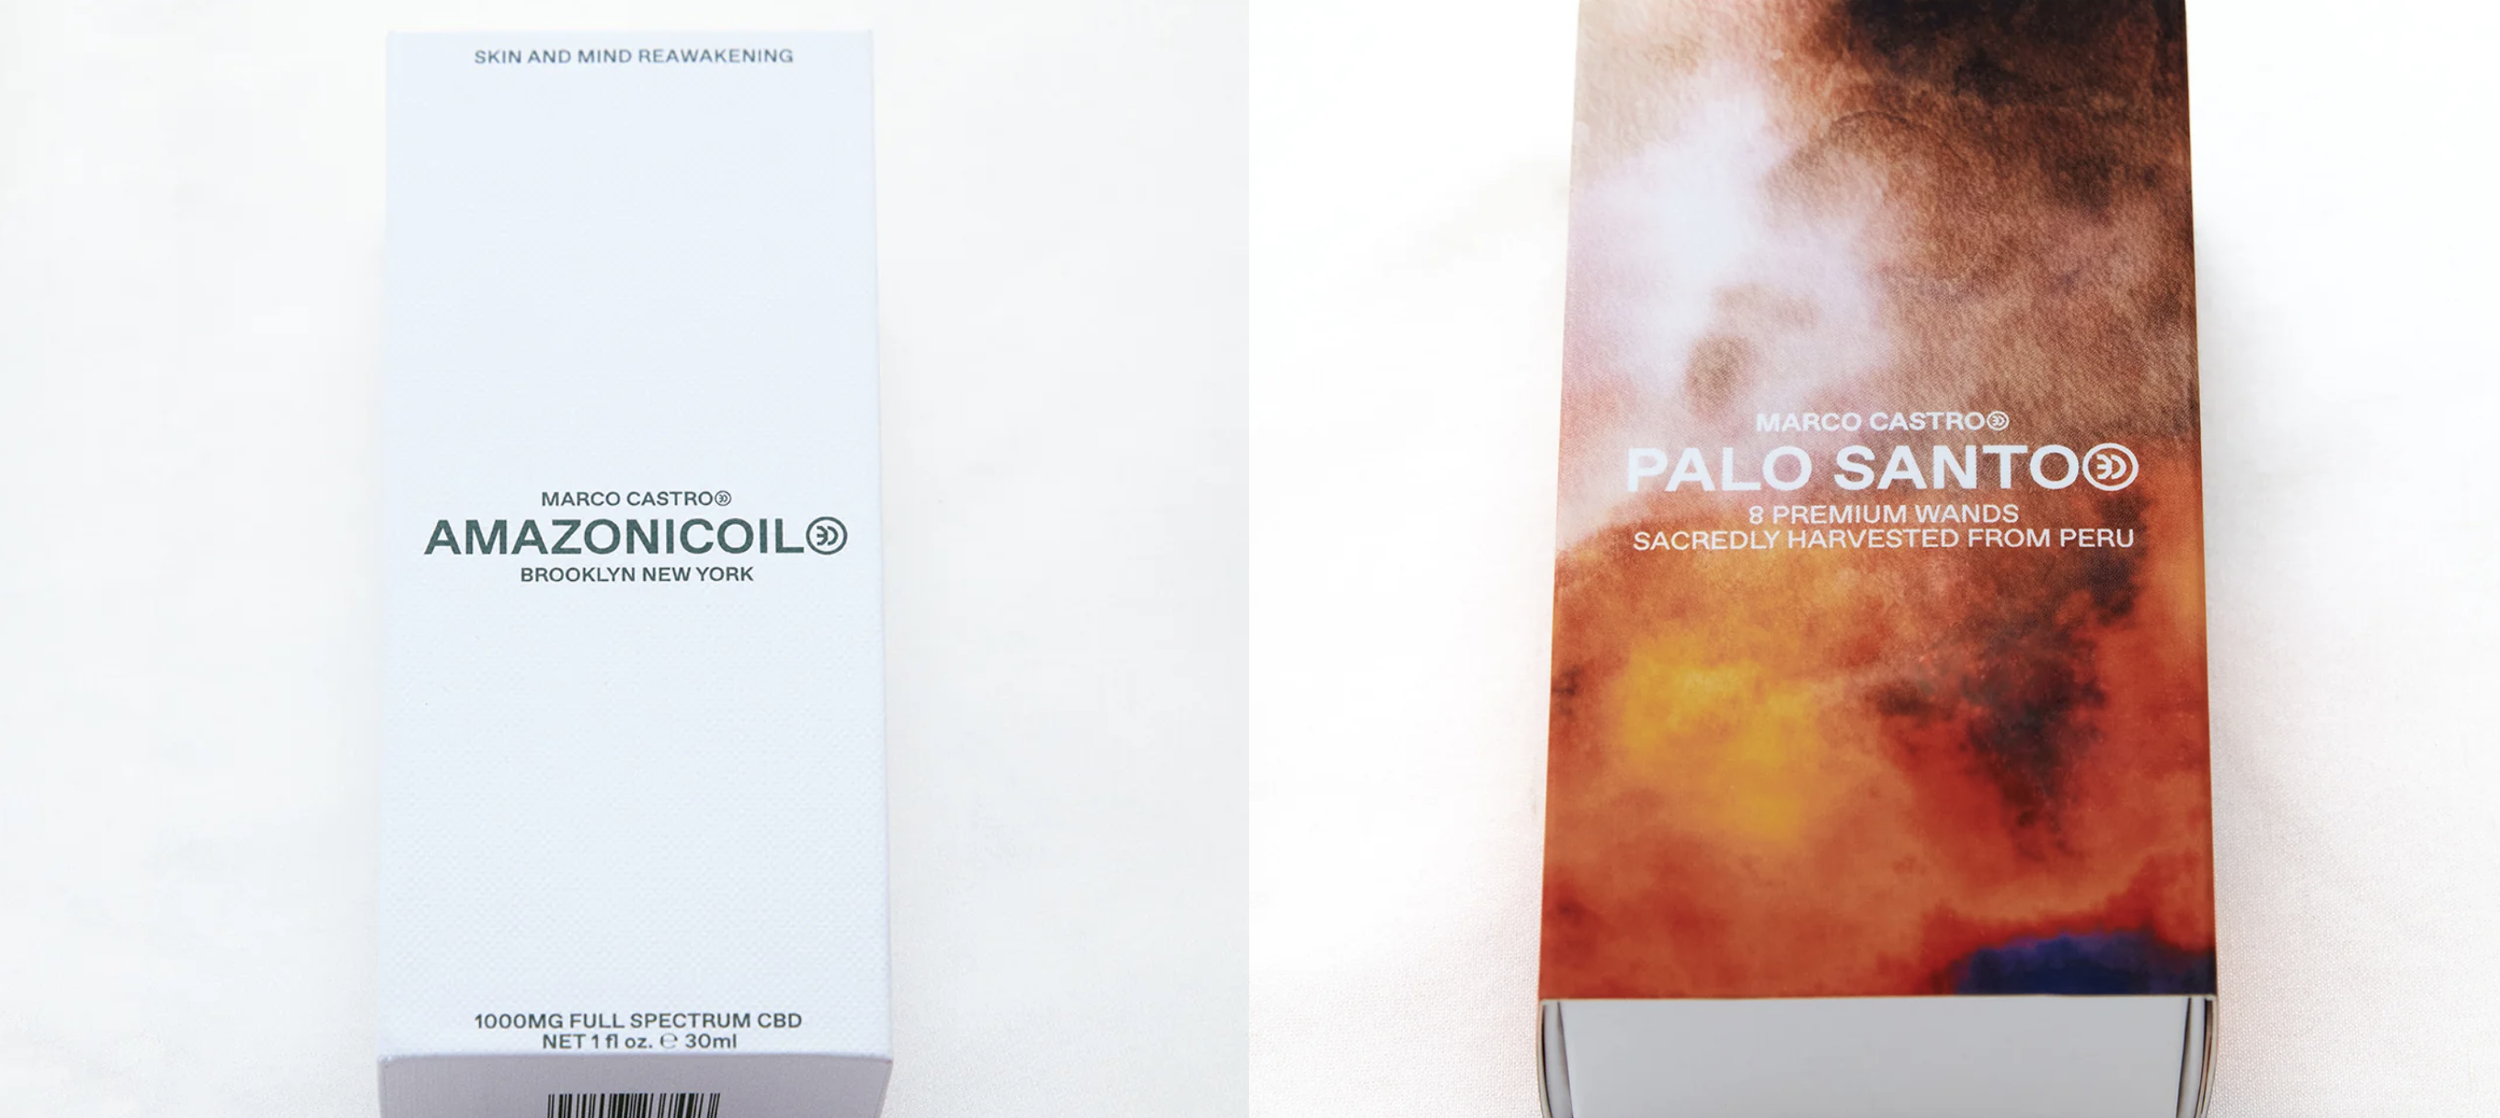 SKIN AND MIND REAWAKENING
MARCO CASTRO
AMAZONICOIL
BROOKLYN NEW YORK
1000MG FULL SPECTRUM CBD
NET 1 fl oz. ℮ 30ml
MARCO CASTRO
PALO SANTO
8 PREMIUM WANDS
SACREDLY HARVESTED FROM PERU